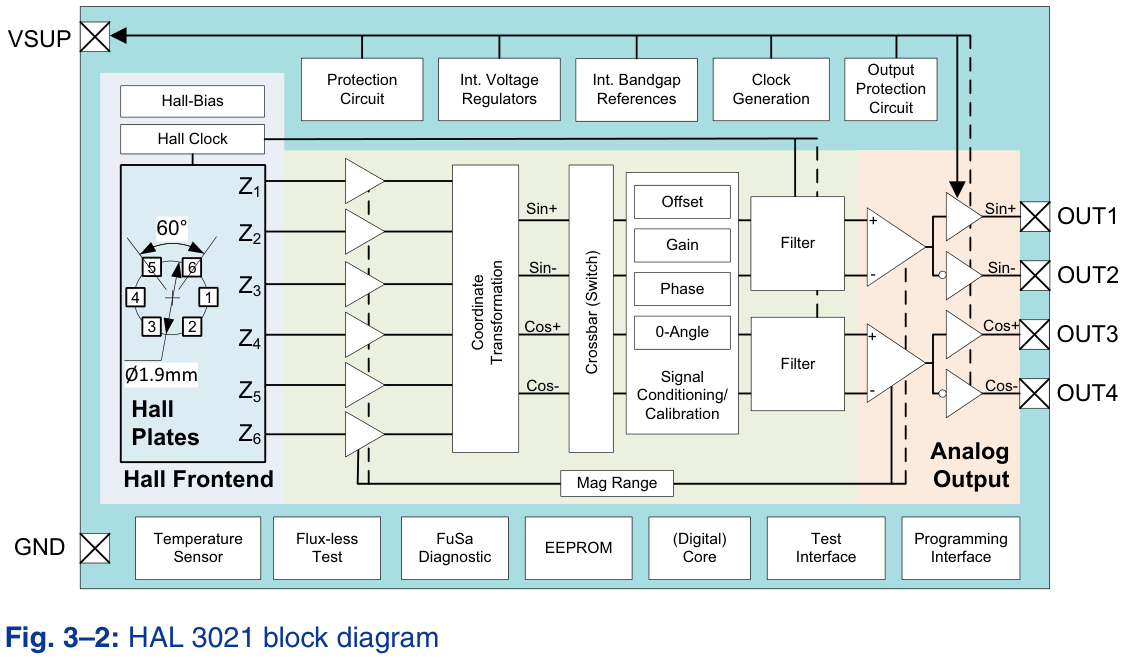 VSUP
Protection
Circuit
Int. Voltage
Regulators
Int. Bandgap
References
Clock
Generation
Output
Protection
Circuit
Hall-Bias
Hall Clock
Z1
Z2
Z3
Z4
Z5
Z6
60°
5
6
4
1
3
2
Ø1.9mm
Hall
Plates
Hall Frontend
Coordinate
Transformation
Sin+
Sin-
Cos+
Cos-
Crossbar (Switch)
Offset
Gain
Phase
0-Angle
Signal
Conditioning/
Calibration
Filter
Filter
+
-
+
-
Sin+
Sin-
Cos+
Cos-
OUT1
OUT2
OUT3
OUT4
Analog
Output
Mag Range
GND
Temperature
Sensor
Flux-less
Test
FuSa
Diagnostic
EEPROM
(Digital)
Core
Test
Interface
Programming
Interface
Fig. 3–2: HAL 3021 block diagram